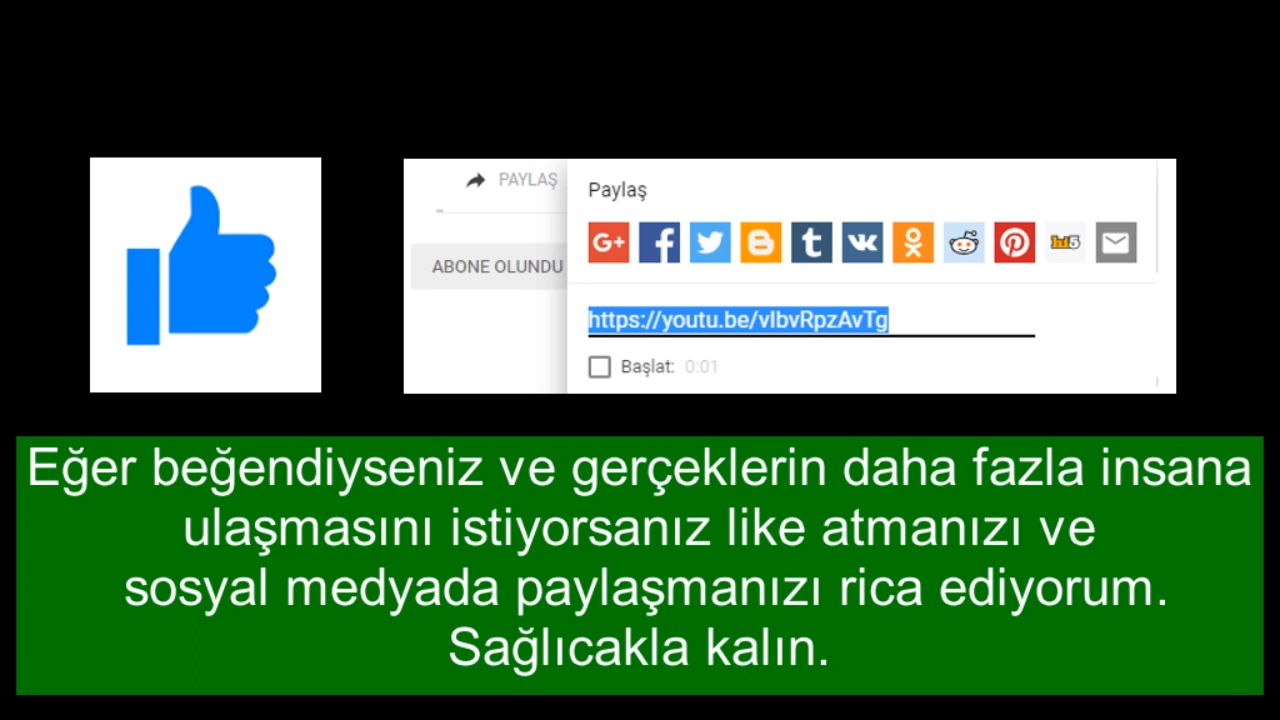 PAYLAŞ
Paylaş
G+
hi5
ABONE OLUNDU
https://youtu.be/vIbvRpzAvTg
Başlat: 0:01
Eğer beğendiyseniz ve gerçeklerin daha fazla insana
ulaşmasını istiyorsanız like atmanızı ve
sosyal medyada paylaşmanızı rica ediyorum.
Sağlıcakla kalın.